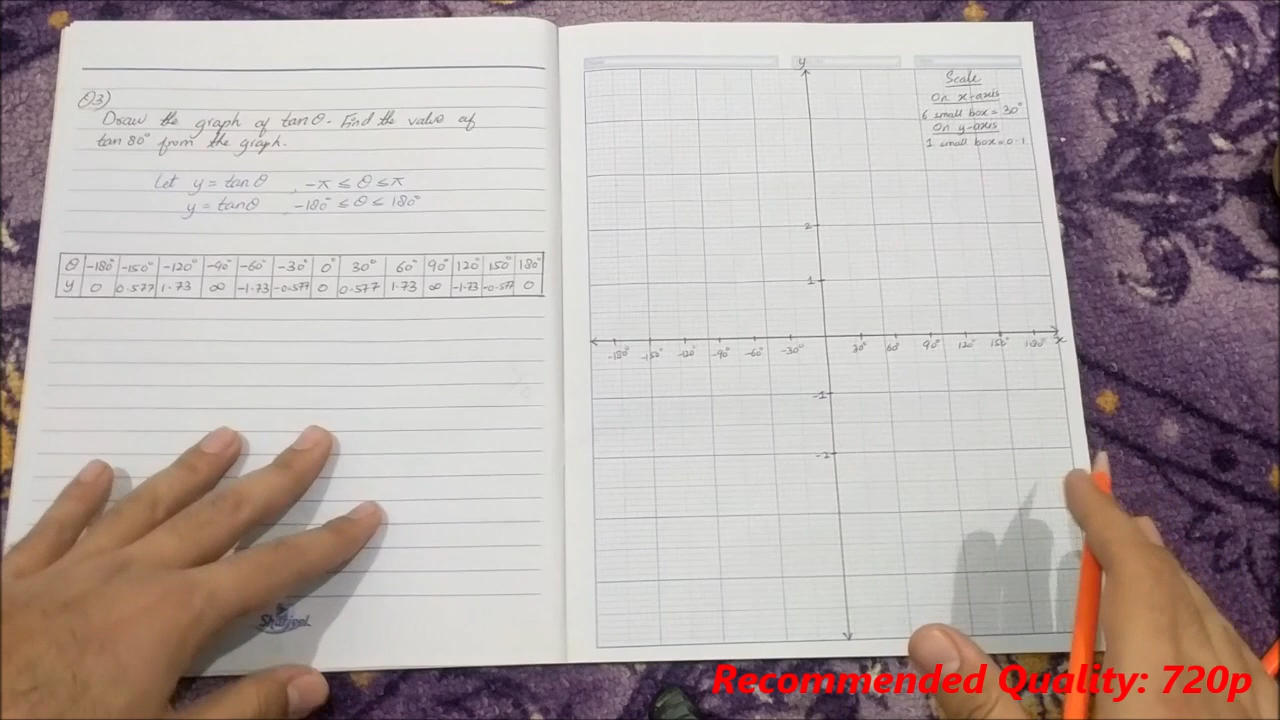 Q3)
Draw the graph of tanθ. Find the value of
tan 80° from the graph.
Let y = tanθ , -π ≤ θ ≤ π
y = tanθ , -180° ≤ θ ≤ 180°
θ -180° -150° -120° -90° -60° -30° 0° 30° 60° 90° 120° 150° 180°
y 0 0.577 1.73 ∞ -1.73 -0.577 0 0.577 1.73 ∞ -1.73 -0.577 0
Sharjeel
y
Scale
On x-axis
6 small box = 30°
On y-axis
1 small box = 0.1
2
1
-180° -150° -120° -90° -60° -30° 30° 60° 90° 120° 150° 180° x
-1
-2
Recommended Quality: 720p